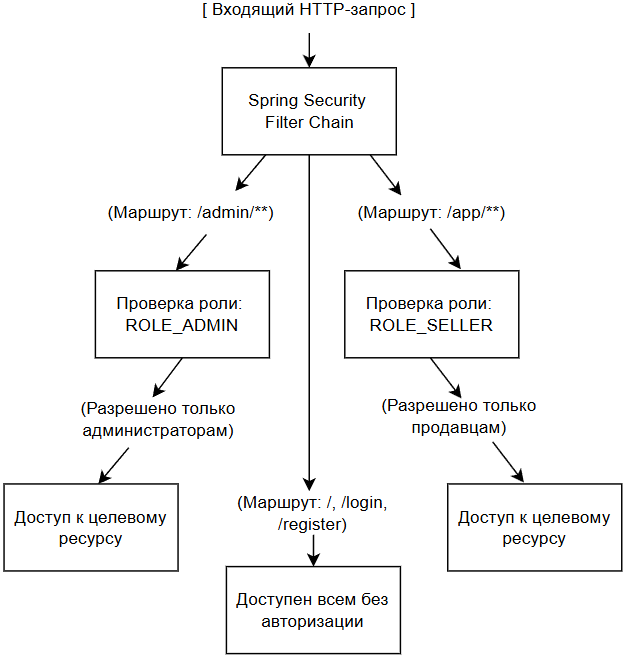 [ Входящий HTTP-запрос ]
Spring Security
Filter Chain
(Маршрут: /admin/**)
(Маршрут: /app/**)
Проверка роли:
ROLE_ADMIN
Проверка роли:
ROLE_SELLER
(Разрешено только
администраторам)
(Разрешено только
продавцам)
Доступ к целевому
ресурсу
(Маршрут: /, /login,
/register)
Доступ к целевому
ресурсу
Доступен всем без
авторизации